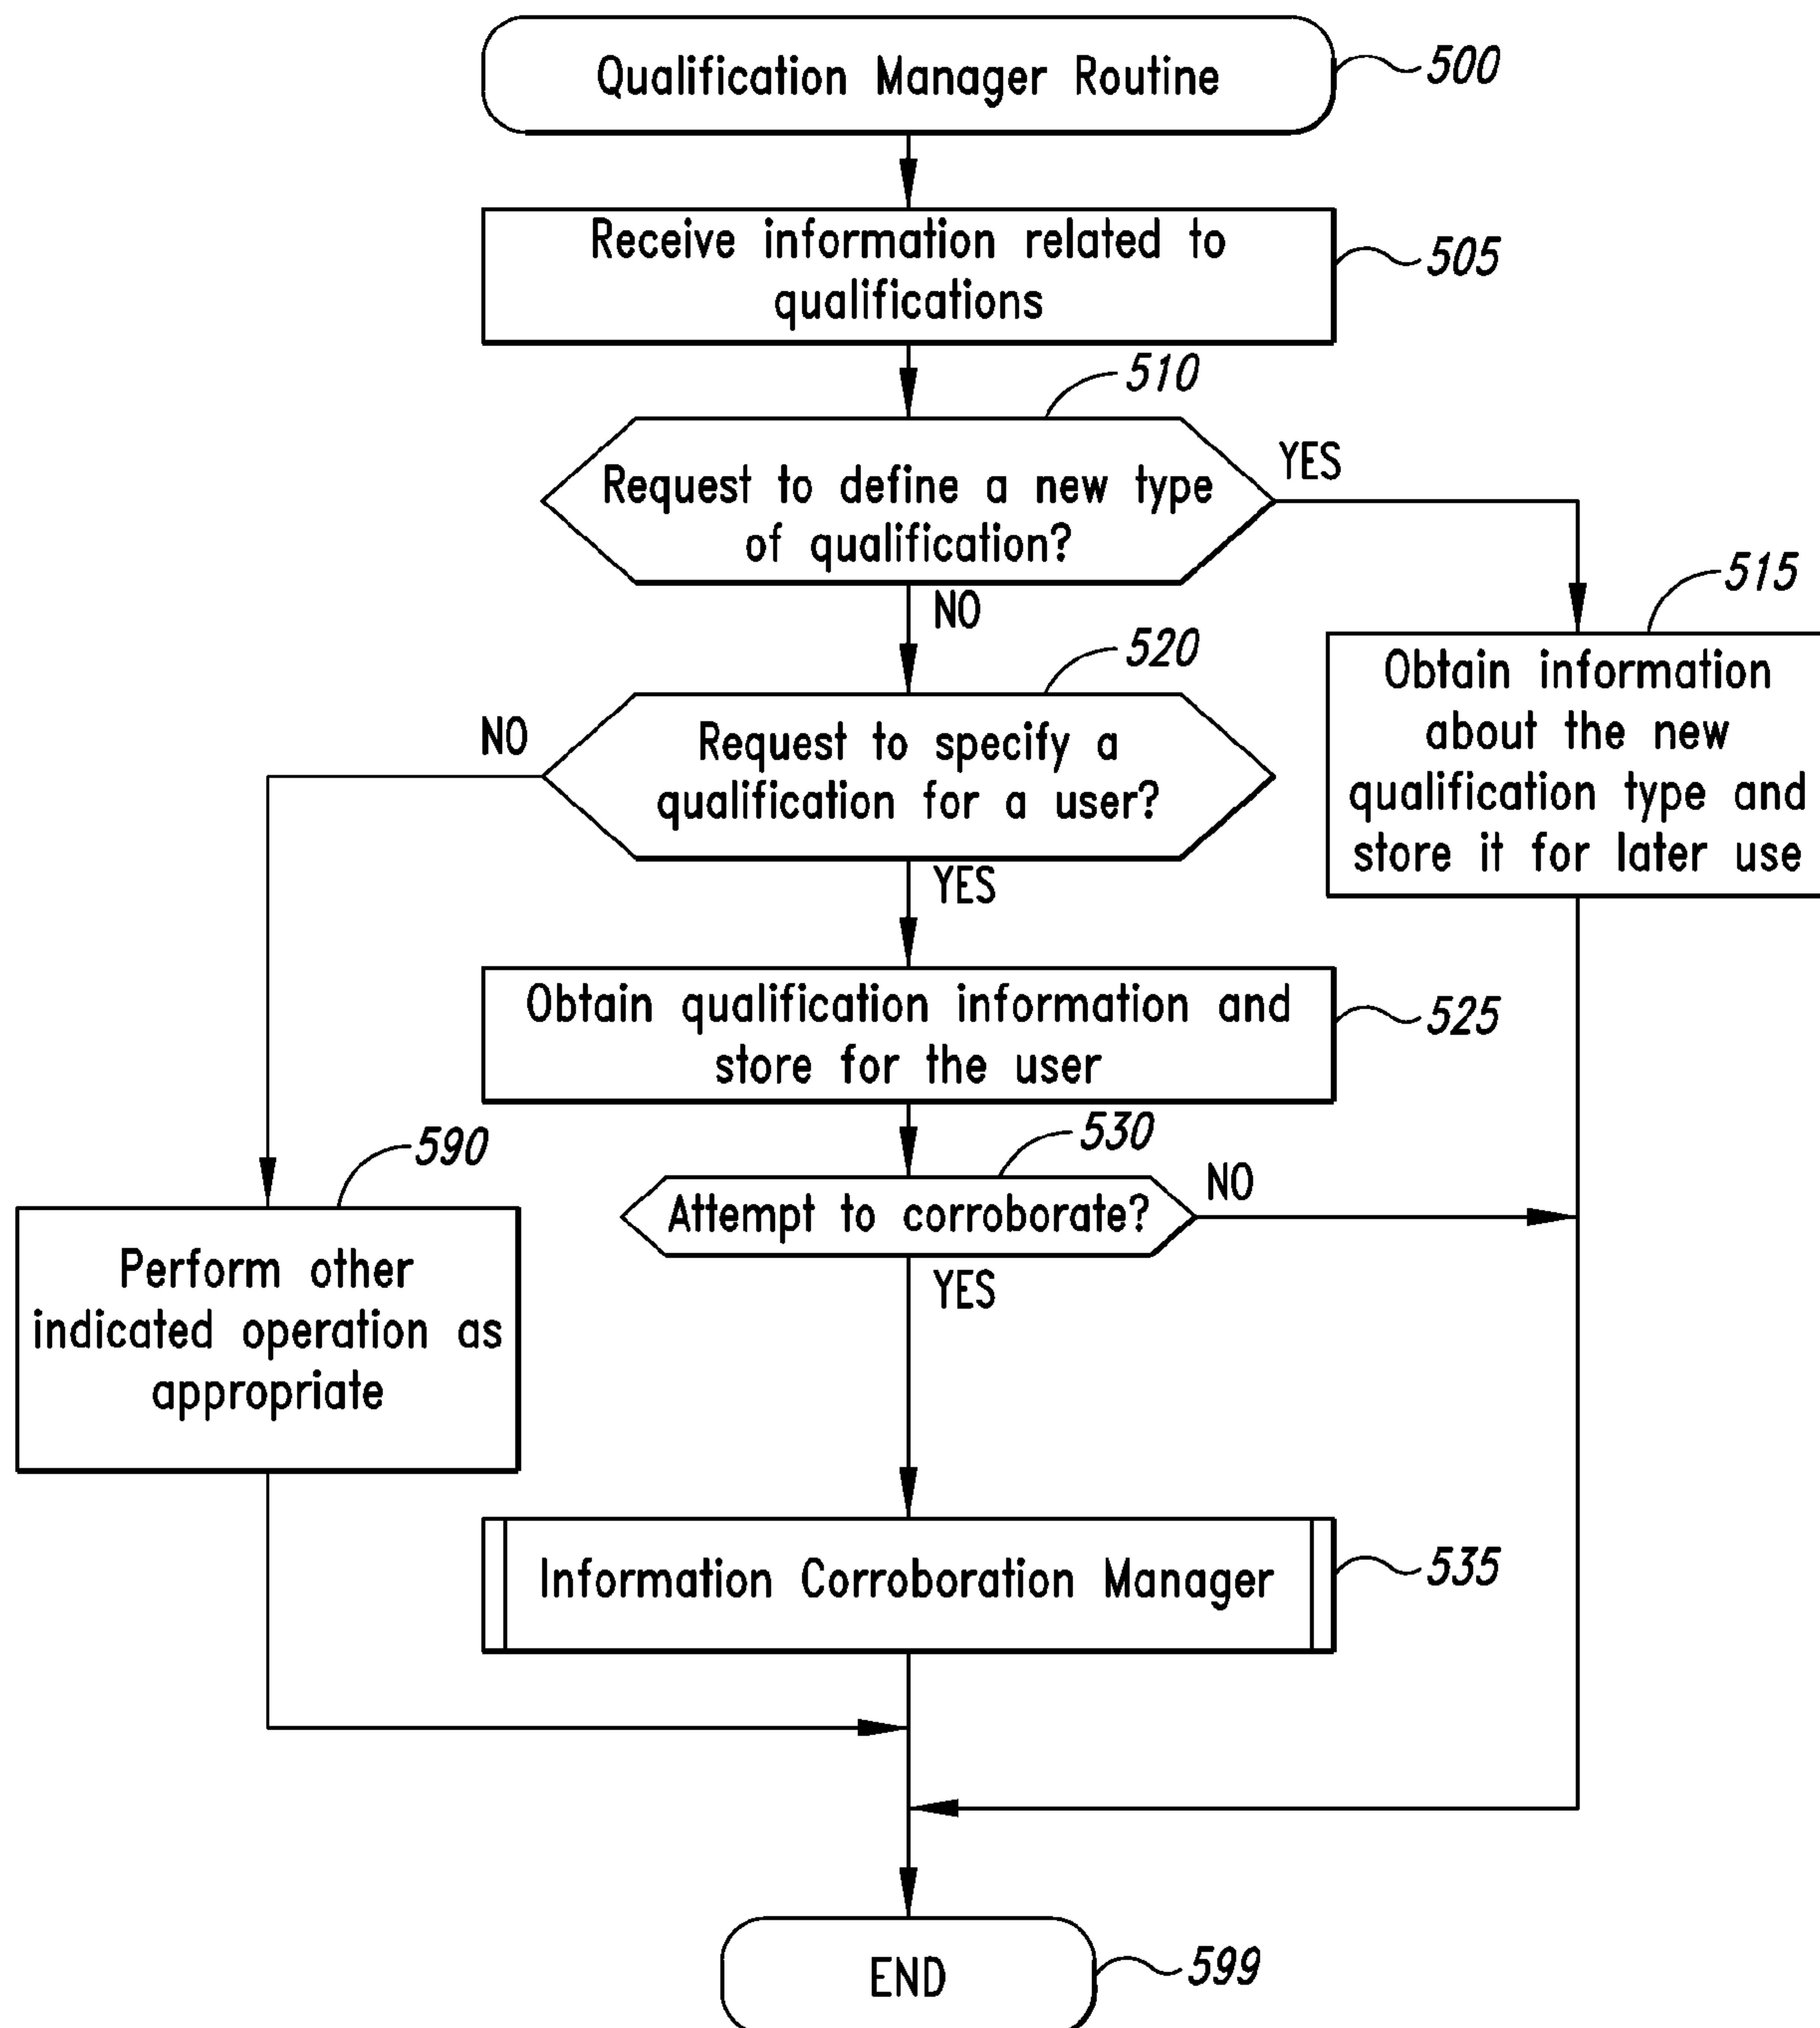 Qualification Manager Routine
500
Receive information related to
qualifications
505
510
Request to define a new type
of qualification?
YES
NO
515
Obtain information
about the new
qualification type and
store it for later use
520
Request to specify a
qualification for a user?
NO
YES
Obtain qualification information and
store for the user
525
530
Attempt to corroborate?
NO
YES
590
Perform other
indicated operation as
appropriate
Information Corroboration Manager
535
END
599